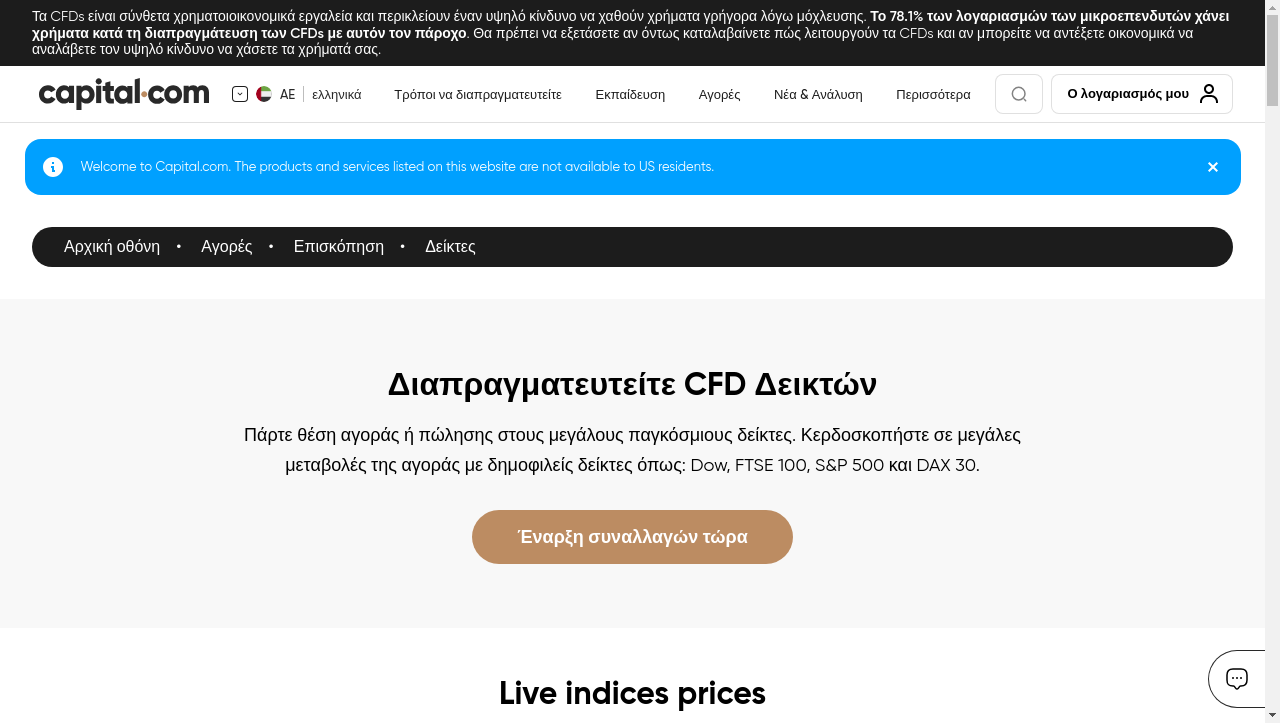 Τα CFDs είναι σύνθετα χρηματοοικονομικά εργαλεία και περικλείουν έναν υψηλό κίνδυνο να χαθούν χρήματα γρήγορα λόγω μόχλευσης. Το 78.1% των λογαριασμών των μικροεπενδυτών χάνει
χρήματα κατά τη διαπραγμάτευση των CFDs με αυτόν τον πάροχο. Θα πρέπει να εξετάσετε αν όντως καταλαβαίνετε πώς λειτουργούν τα CFDs και αν μπορείτε να αντέξετε οικονομικά να
αναλάβετε τον υψηλό κίνδυνο να χάσετε τα χρήματά σας.
capital.com
AE
ελληνικά
Τρόποι να διαπραγματευτείτε
Εκπαίδευση
Αγορές
Νέα & Ανάλυση
Περισσότερα
Ο λογαριασμός μου
Welcome to Capital.com. The products and services listed on this website are not available to US residents.
Αρχική οθόνη • Αγορές • Επισκόπηση • Δείκτες
Διαπραγματευτείτε CFD Δεικτών
Πάρτε θέση αγοράς ή πώλησης στους μεγάλους παγκόσμιους δείκτες. Κερδοσκοπήστε σε μεγάλες
μεταβολές της αγοράς με δημοφιλείς δείκτες όπως: Dow, FTSE 100, S&P 500 και DAX 30.
Έναρξη συναλλαγών τώρα
Live indices prices